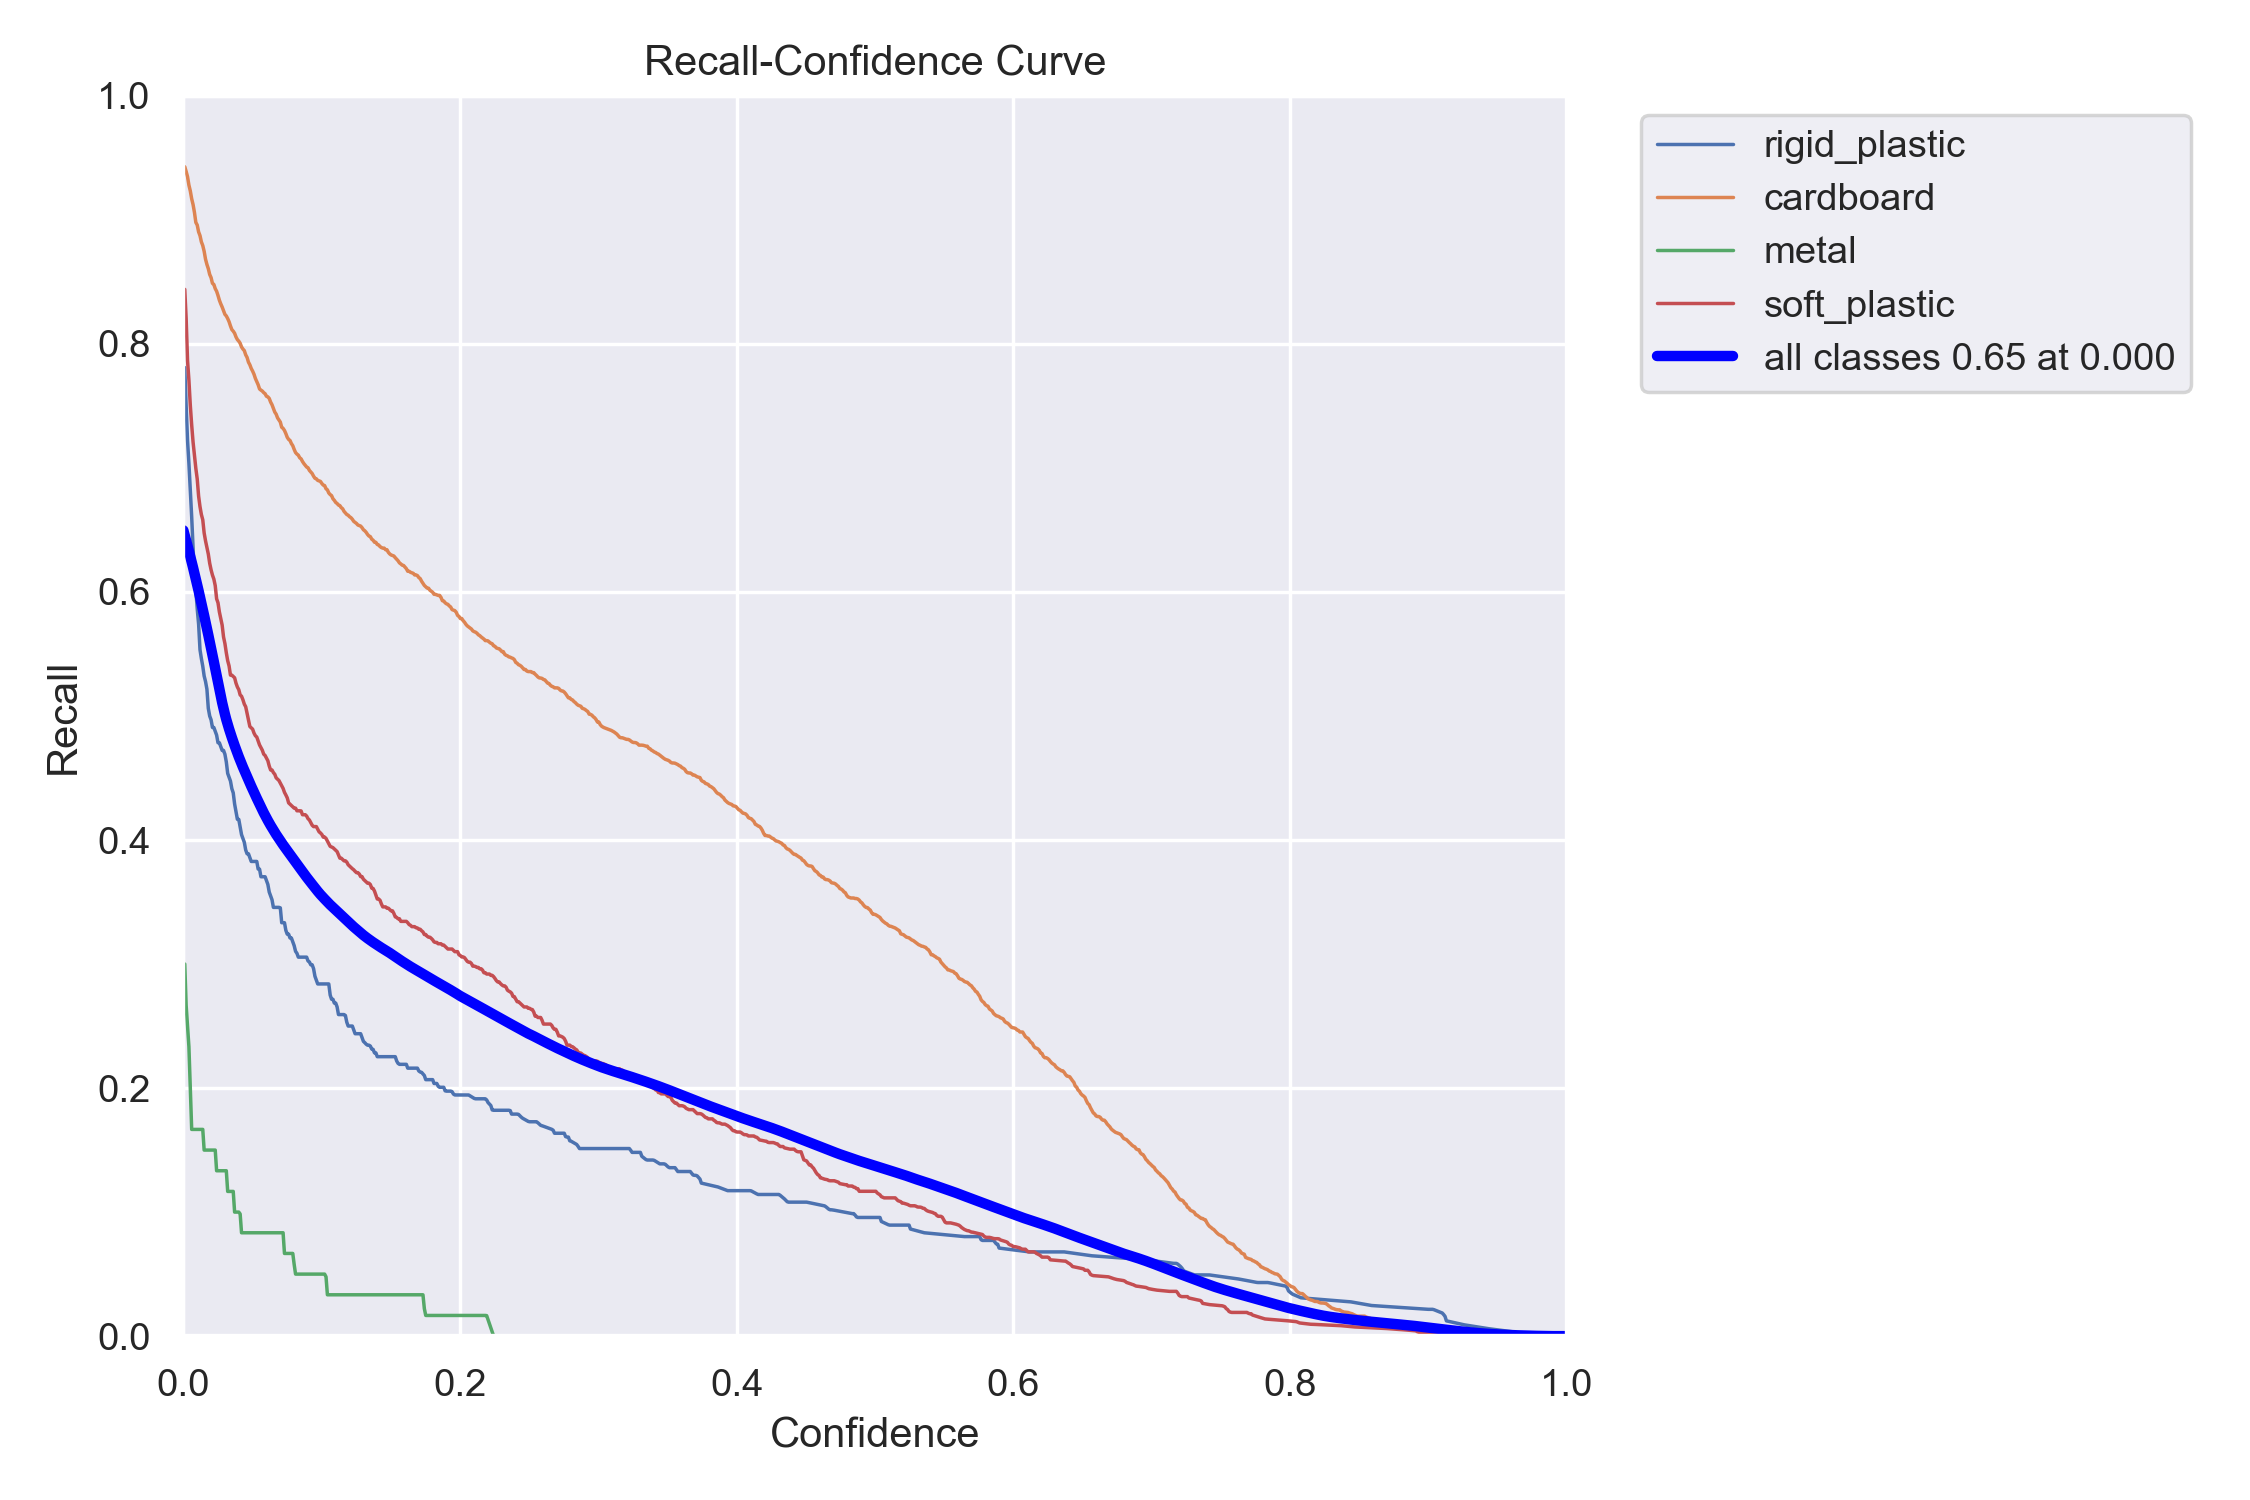 Recall-Confidence Curve
1.0
0.8
0.6
0.4
0.2
0.0
Recall
0.0 0.2 0.4 0.6 0.8 1.0
Confidence
rigid_plastic
cardboard
metal
soft_plastic
all classes 0.65 at 0.000